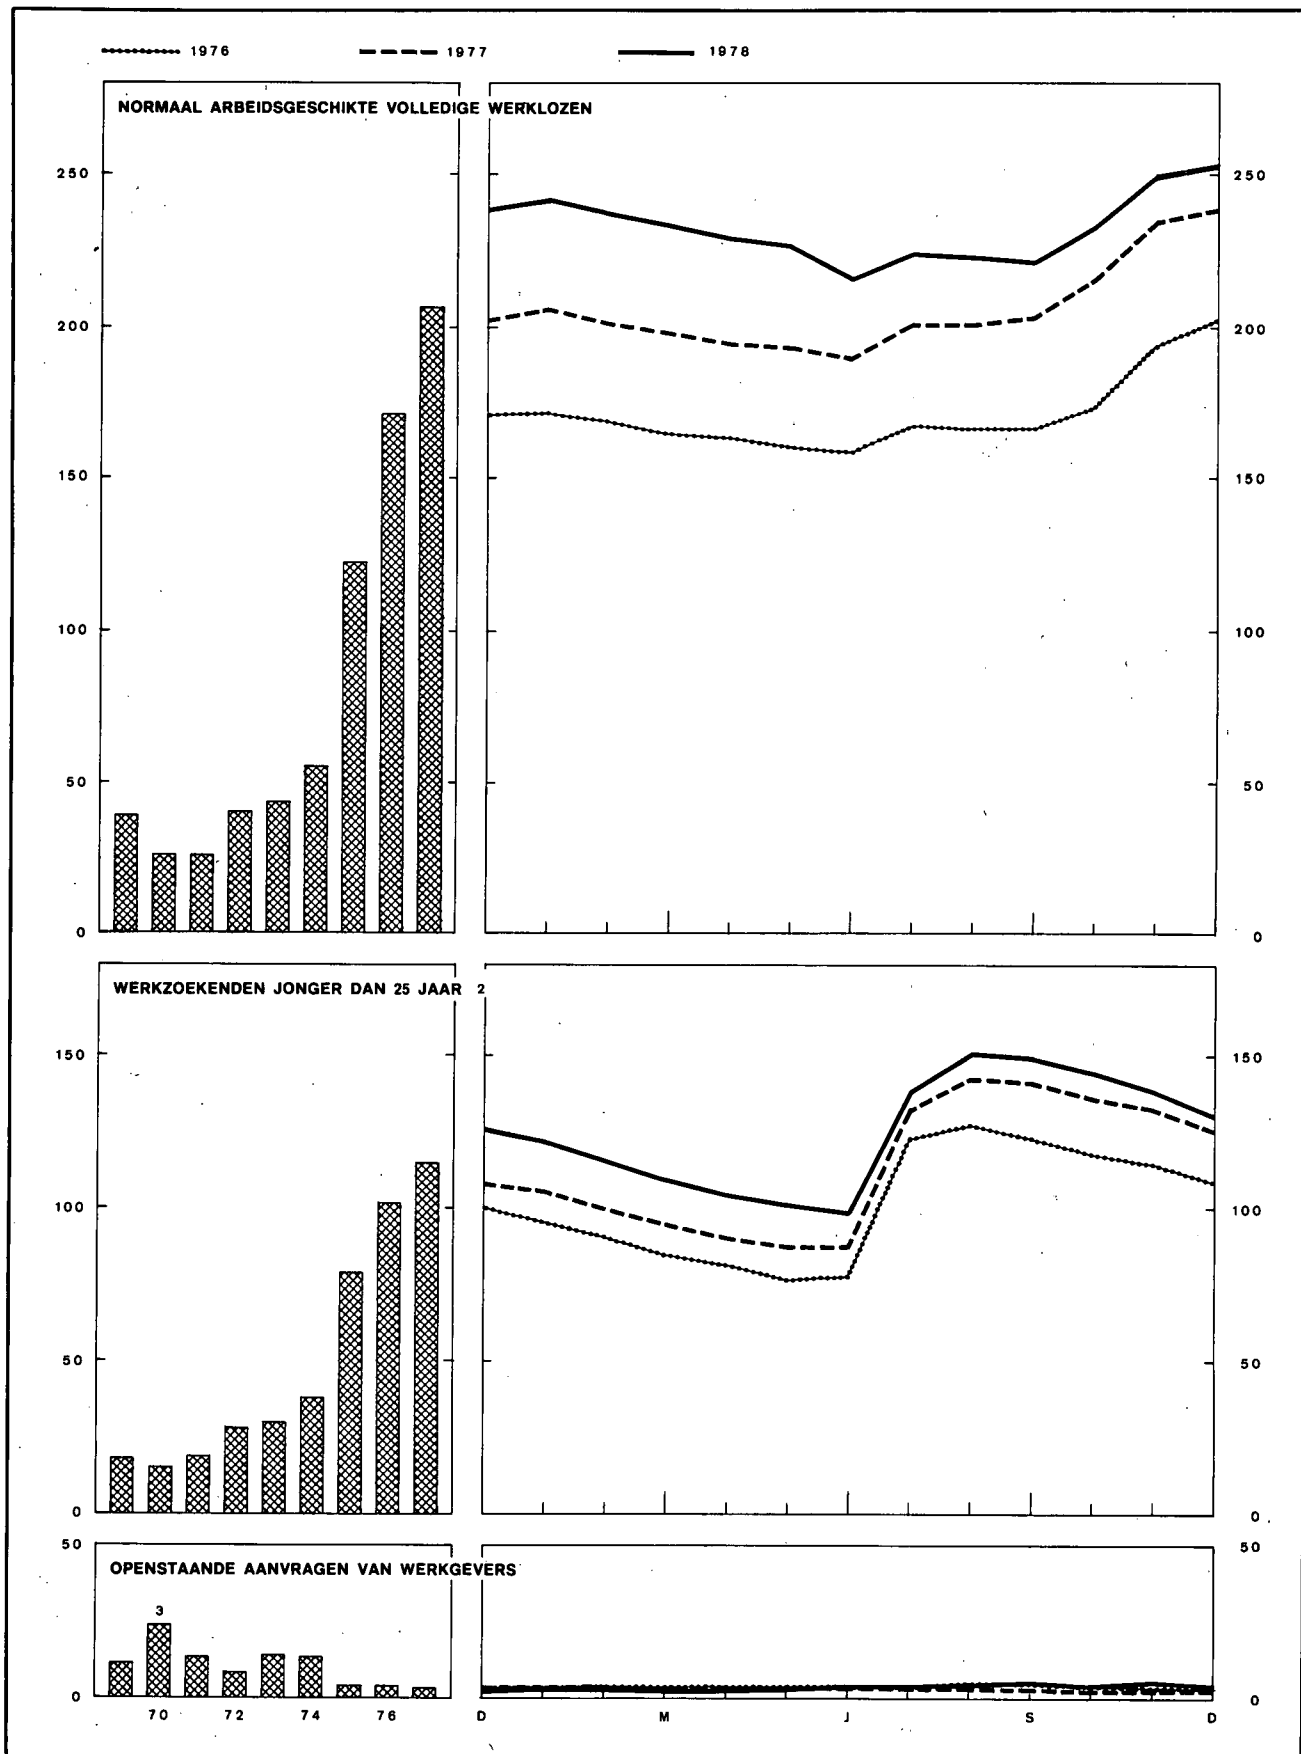 1976 1977 1978
NORMAAL ARBEIDSGESCHIKTE VOLLEDIGE WERKLOZEN
250 250
200 200
150 150
100 100
50 50
0 0
WERKZOEKENDEN JONGER DAN 25 JAAR 2
150 150
100 100
50 50
0 0
50 50
OPENSTAANDE AANVRAGEN VAN WERKGEVERS
3
0 0
70 72 74 76 D M J S D